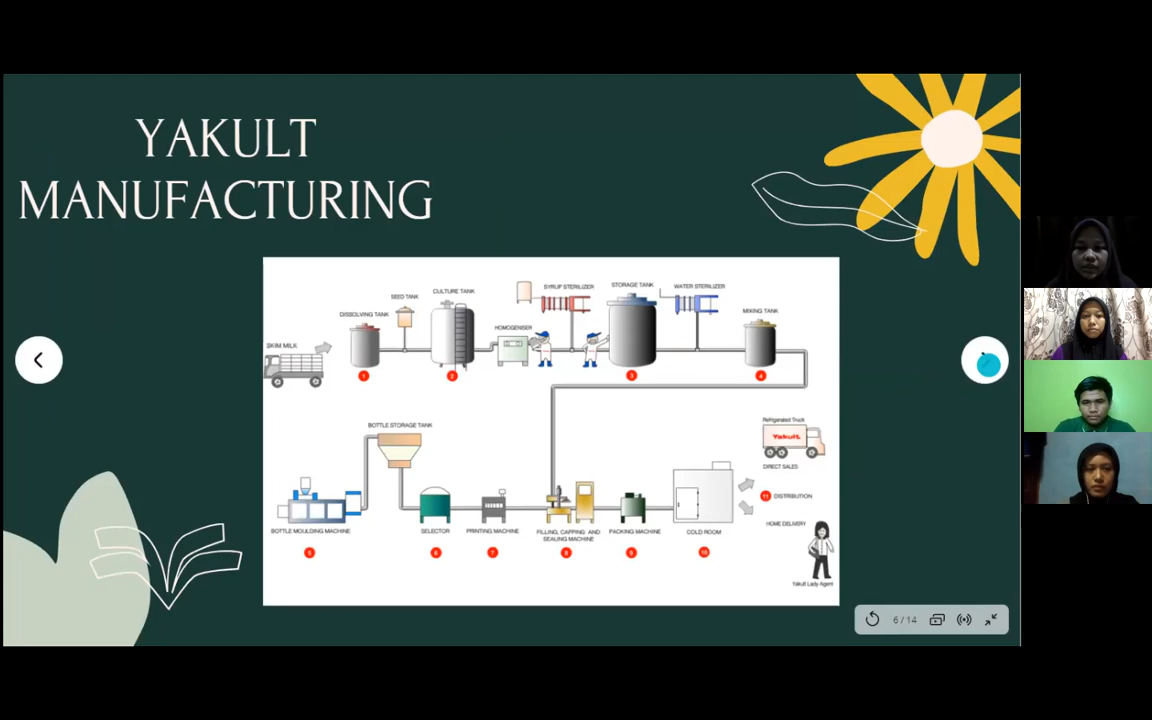 YAKULT
MANUFACTURING
SKIM MILK
DISSOLVING TANK
SEED TANK
CULTURE TANK
HOMOGENISER
SYRUP STERILIZER
STORAGE TANK
WATER STERILIZER
MIXING TANK
1
2
3
4
BOTTLE STORAGE TANK
Refrigerated Truck
Yakult
DIRECT SALES
11 DISTRIBUTION
HOME DELIVERY
Yakult Lady Agent
BOTTLE MOULDING MACHINE
SELECTOR
PRINTING MACHINE
FILLING, CAPPING AND
SEALING MACHINE
PACKING MACHINE
COLD ROOM
5
6
7
8
9
10
6 / 14